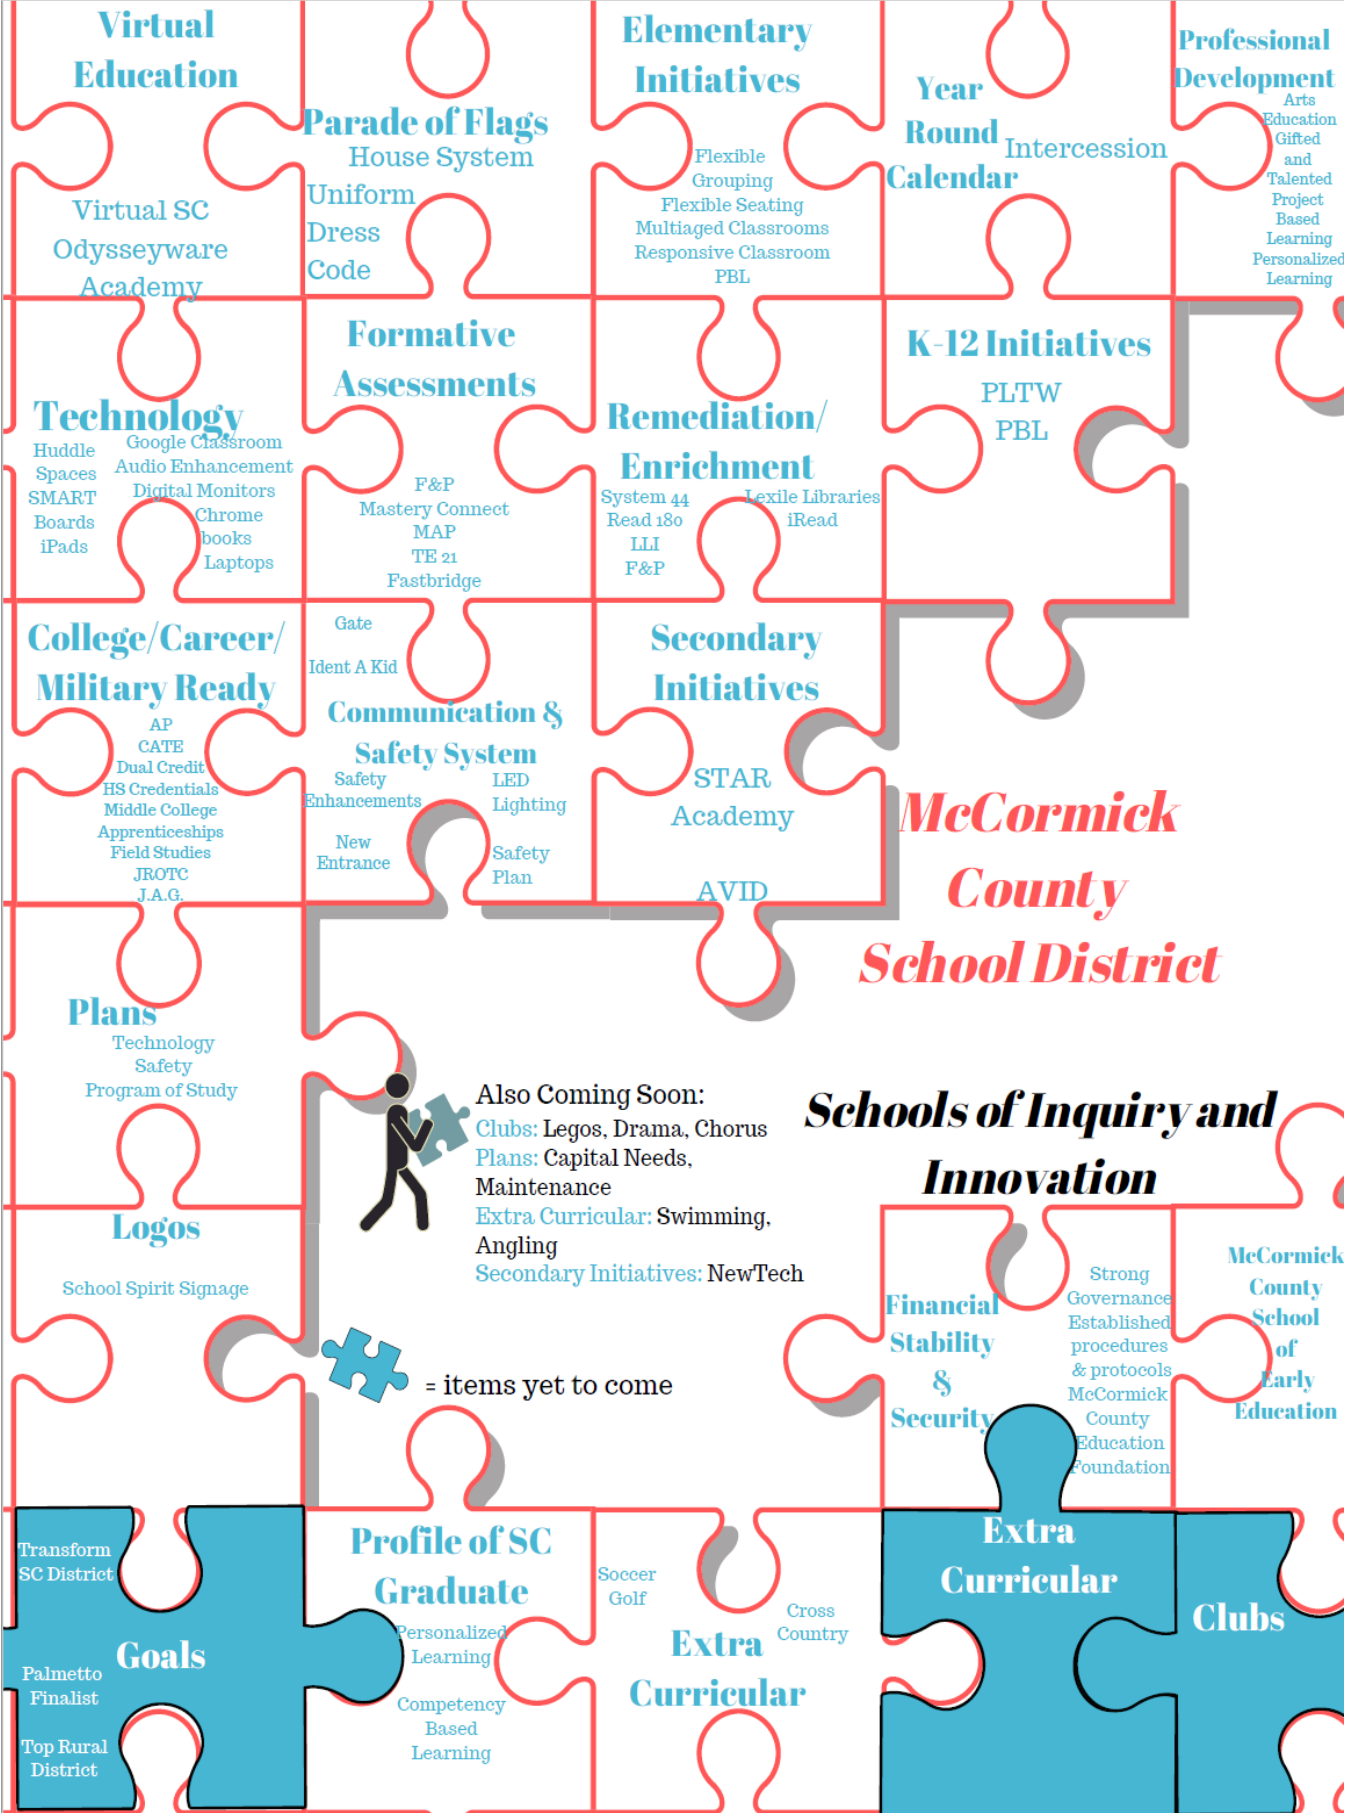 Virtual
Education
Virtual SC
Odysseyware
Academy
Parade of Flags
House System
Uniform
Dress
Code
Elementary
Initiatives
Flexible
Grouping
Flexible Seating
Multiaged Classrooms
Responsive Classroom
PBL
Year
Round
Calendar
Intercession
Professional
Development
Arts
Education
Gifted
and
Talented
Project
Based
Learning
Personalized
Learning
Technology
Huddle
Spaces
SMART
Boards
iPads
Google Classroom
Audio Enhancement
Digital Monitors
Chrome
books
Laptops
Formative
Assessments
F&P
Mastery Connect
MAP
TE 21
Fastbridge
Remediation/
Enrichment
System 44
Read 180
LLI
F&P
Lexile Libraries
iRead
K-12 Initiatives
PLTW
PBL
College/Career/
Military Ready
AP
CATE
Dual Credit
HS Credentials
Middle College
Apprenticeships
Field Studies
JROTC
J.A.G.
Gate
Ident A Kid
Communication &
Safety System
Safety
Enhancements
New
Entrance
LED
Lighting
Safety
Plan
Secondary
Initiatives
STAR
Academy
AVID
McCormick
County
School District
Plans
Technology
Safety
Program of Study
Also Coming Soon:
Clubs: Legos, Drama, Chorus
Plans: Capital Needs,
Maintenance
Extra Curricular: Swimming,
Angling
Secondary Initiatives: NewTech
Schools of Inquiry and
Innovation
Logos
School Spirit Signage
= items yet to come
Financial
Stability
&
Security
Strong
Governance
Established
procedures
& protocols
McCormick
County
Education
Foundation
McCormick
County
School
of
Early
Education
Transform
SC District
Goals
Palmetto
Finalist
Top Rural
District
Profile of SC
Graduate
Personalized
Learning
Competency
Based
Learning
Soccer
Golf
Cross
Country
Extra
Curricular
Extra
Curricular
Clubs